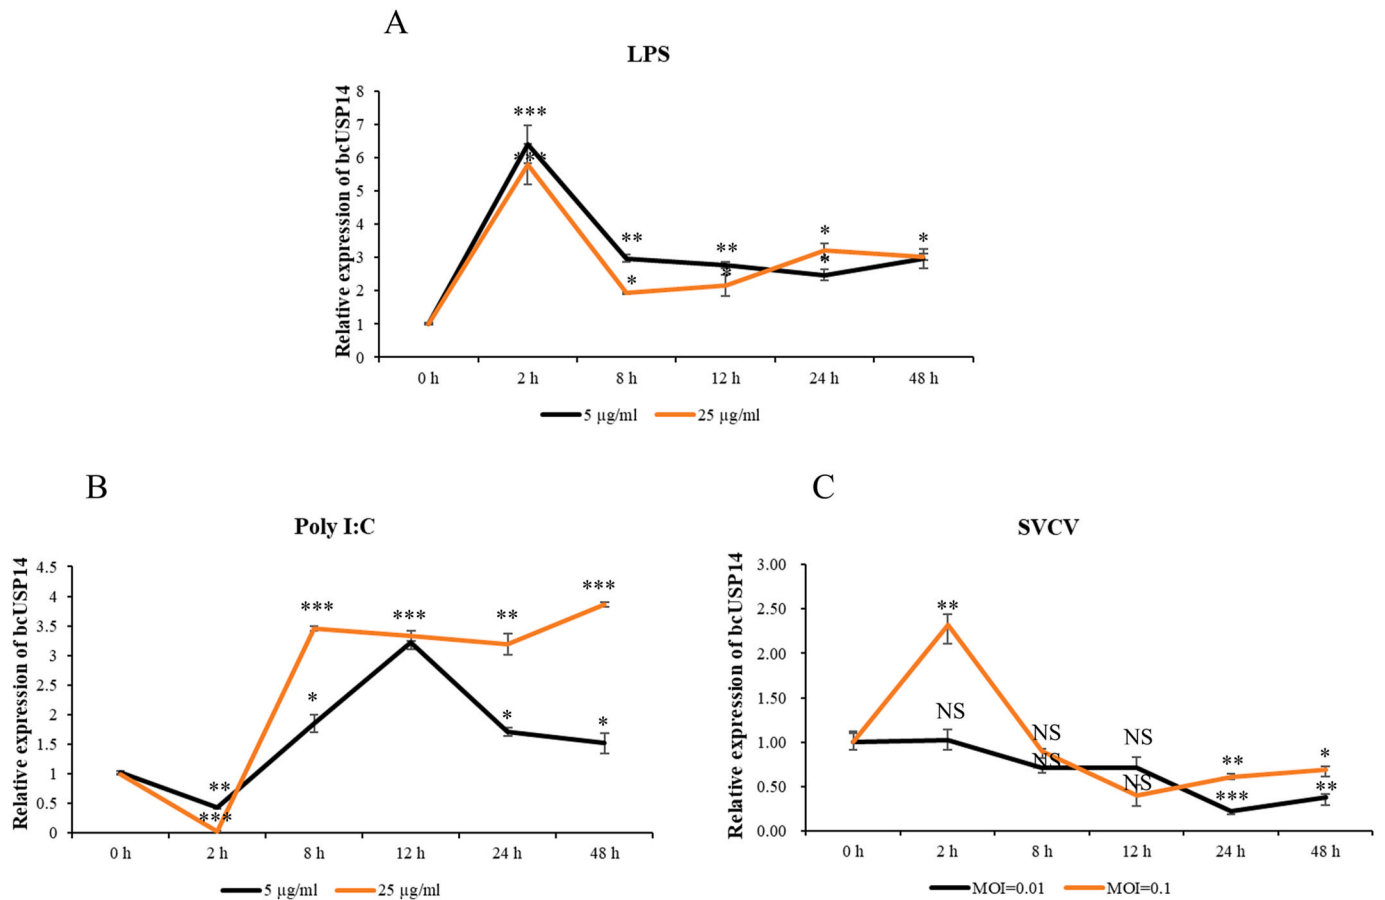 A
LPS
Relative expression of bcUSP14
8
7
6
5
4
3
2
1
0
***
***
**
*
**
*
*
*
*
0 h
2 h
8 h
12 h
24 h
48 h
5 µg/ml
25 µg/ml
B
Poly I:C
Relative expression of bcUSP14
4.5
4
3.5
3
2.5
2
1.5
1
0.5
0
**
***
***
*
***
**
*
***
*
0 h
2 h
8 h
12 h
24 h
48 h
5 µg/ml
25 µg/ml
C
SVCV
Relative expression of bcUSP14
3.00
2.50
2.00
1.50
1.00
0.50
0.00
**
NS
NS
NS
NS
NS
**
***
*
**
0 h
2 h
8 h
12 h
24 h
48 h
MOI=0.01
MOI=0.1